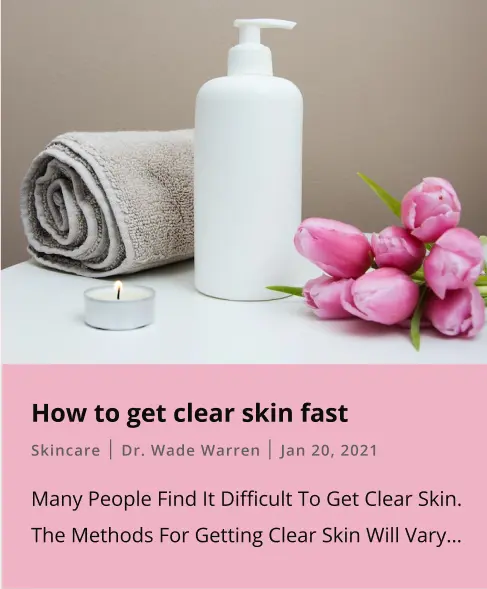 How to get clear skin fast
Skincare | Dr. Wade Warren | Jan 20, 2021
Many People Find It Difficult To Get Clear Skin.
The Methods For Getting Clear Skin Will Vary...